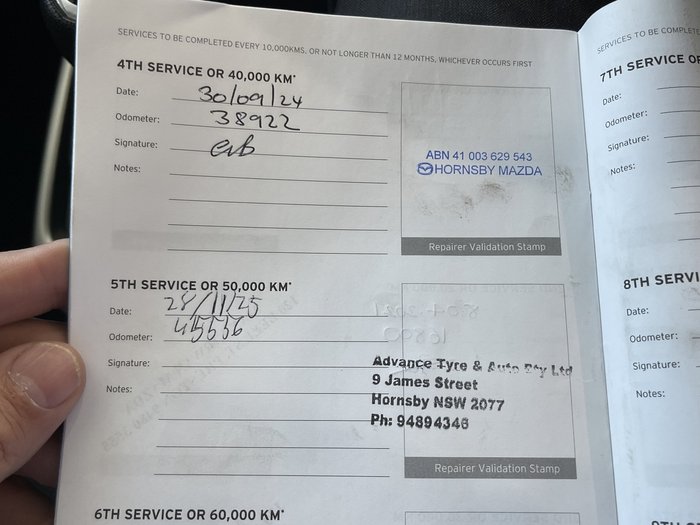 SERVICES TO BE COMPLETED EVERY 10,000KMS, OR NOT LONGER THAN 12 MONTHS, WHICHEVER OCCURS FIRST
4TH SERVICE OR 40,000 KM*
Date: 30/09/24
Odometer: 38922
Signature:
Notes:
ABN 41 003 629 543
HORNSBY MAZDA
Repairer Validation Stamp
5TH SERVICE OR 50,000 KM*
Date: 28/11/25
Odometer: 45556
Signature:
Notes:
Advance Tyre & Auto Pty Ltd
9 James Street
Hornsby NSW 2077
Ph: 94894346
Repairer Validation Stamp
6TH SERVICE OR 60,000 KM*
SERVICES TO BE COMPLETE
7TH SERVICE OR
Date:
Odometer:
Signature:
Notes:
8TH SERVI
Date:
Odometer:
Signature:
Notes: